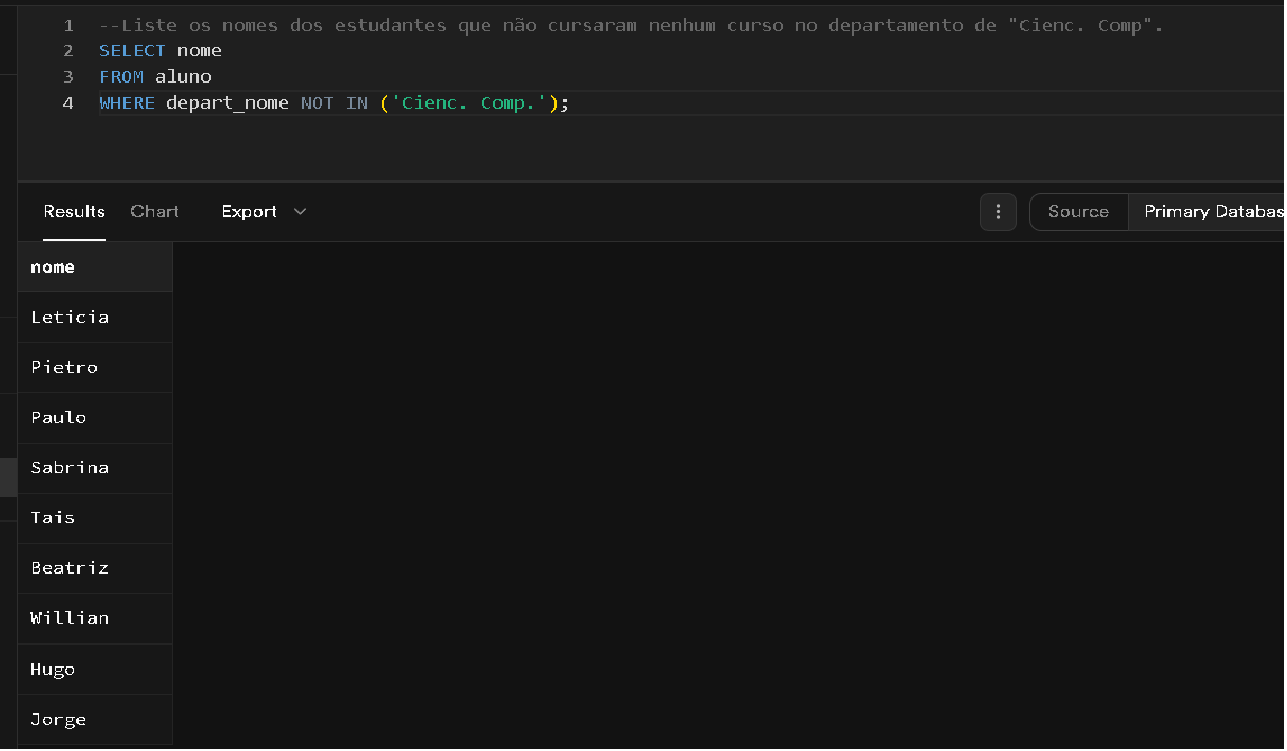 1 --Liste os nomes dos estudantes que não cursaram nenhum curso no departamento de "Cienc. Comp".
2 SELECT nome
3 FROM aluno
4 WHERE depart_nome NOT IN ('Cienc. Comp.');
Results Chart Export Source Primary Databas
nome
Leticia
Pietro
Paulo
Sabrina
Tais
Beatriz
Willian
Hugo
Jorge